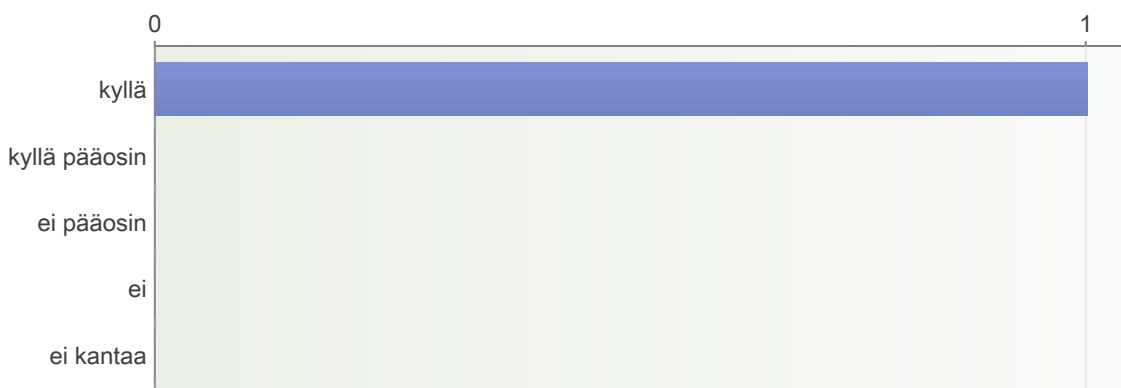 0 1
kyllä
kyllä pääosin
ei pääosin
ei
ei kantaa